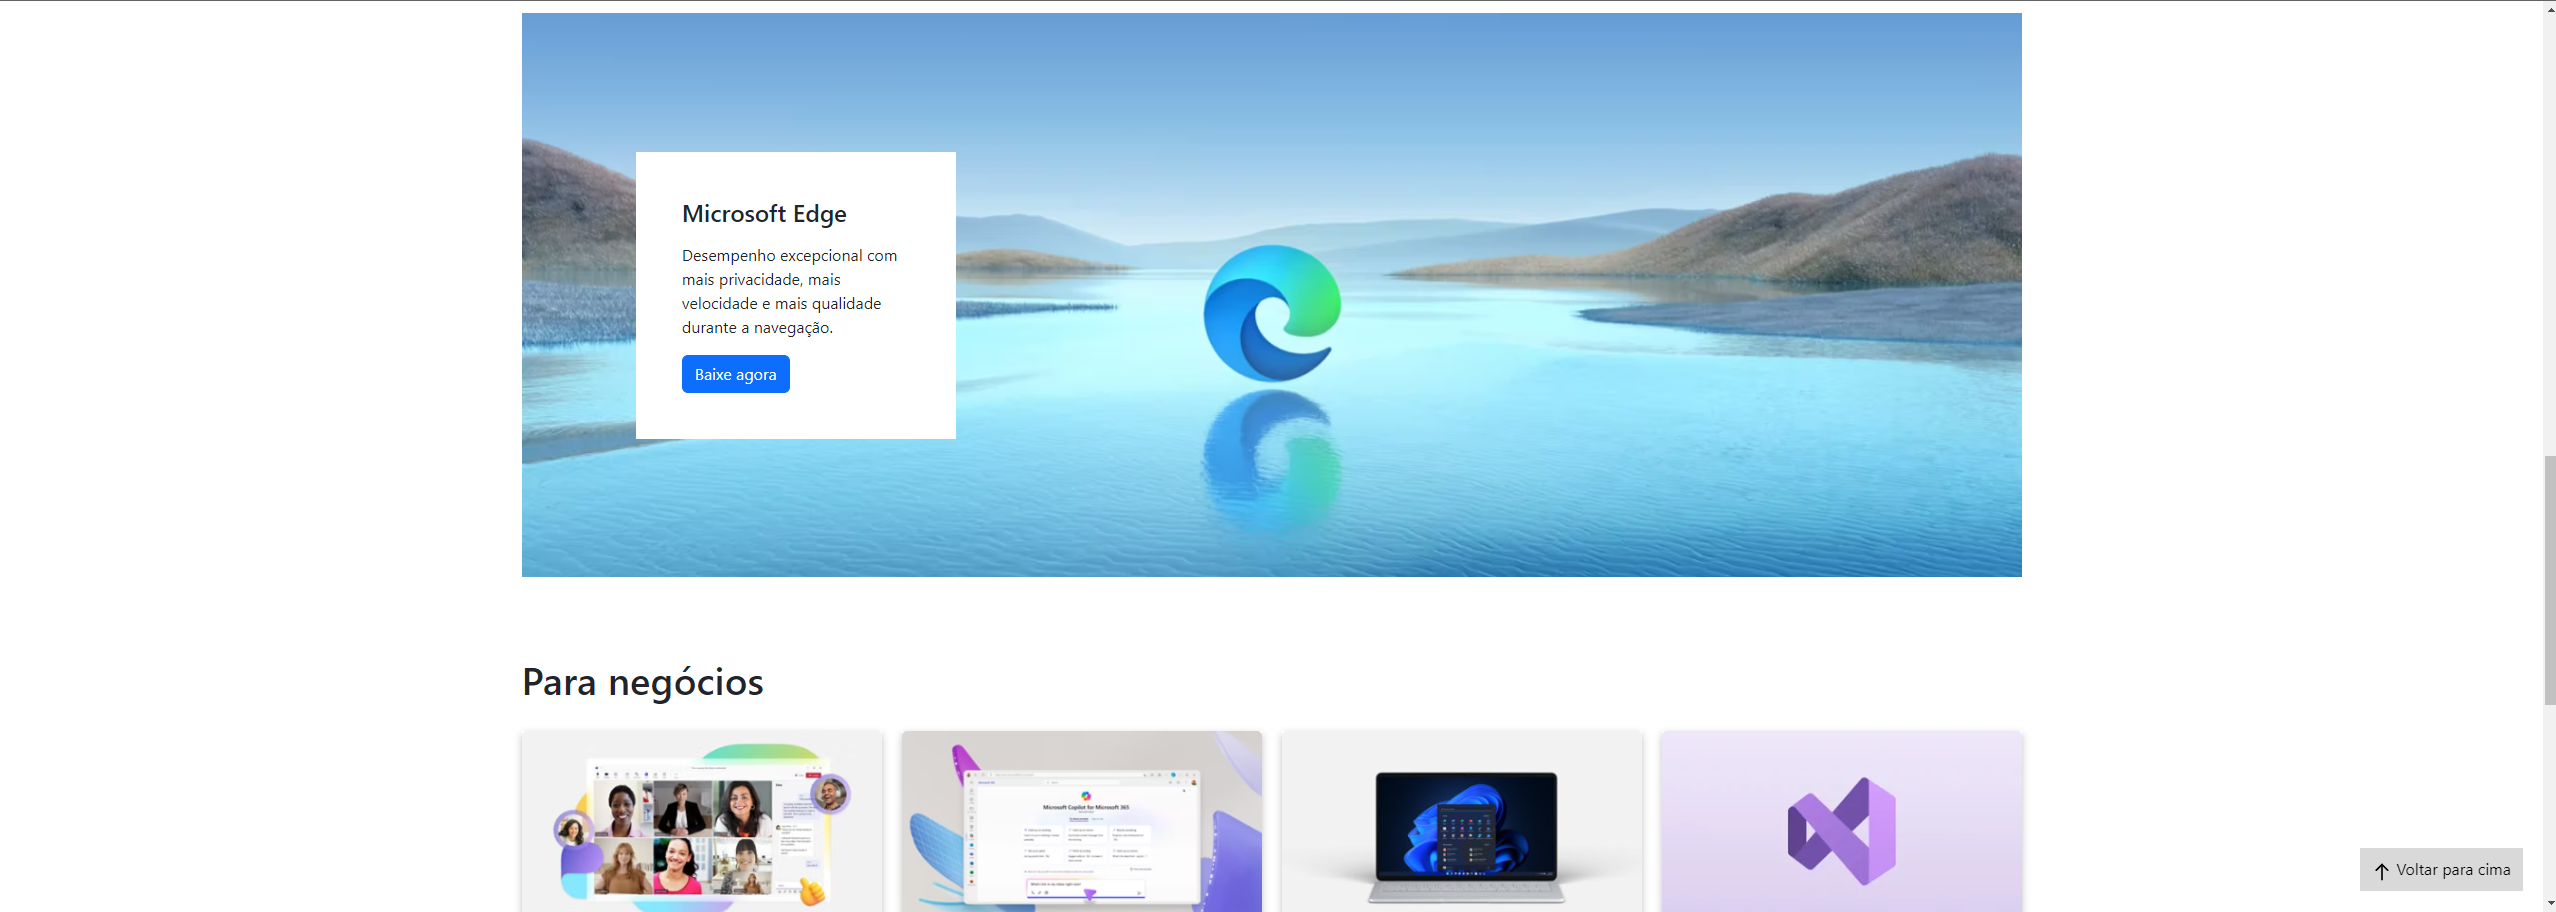 Microsoft Edge
Desempenho excepcional com
mais privacidade, mais
velocidade e mais qualidade
durante a navegação.
Baixe agora
Para negócios
Microsoft Copilot for Microsoft 365
Voltar para cima